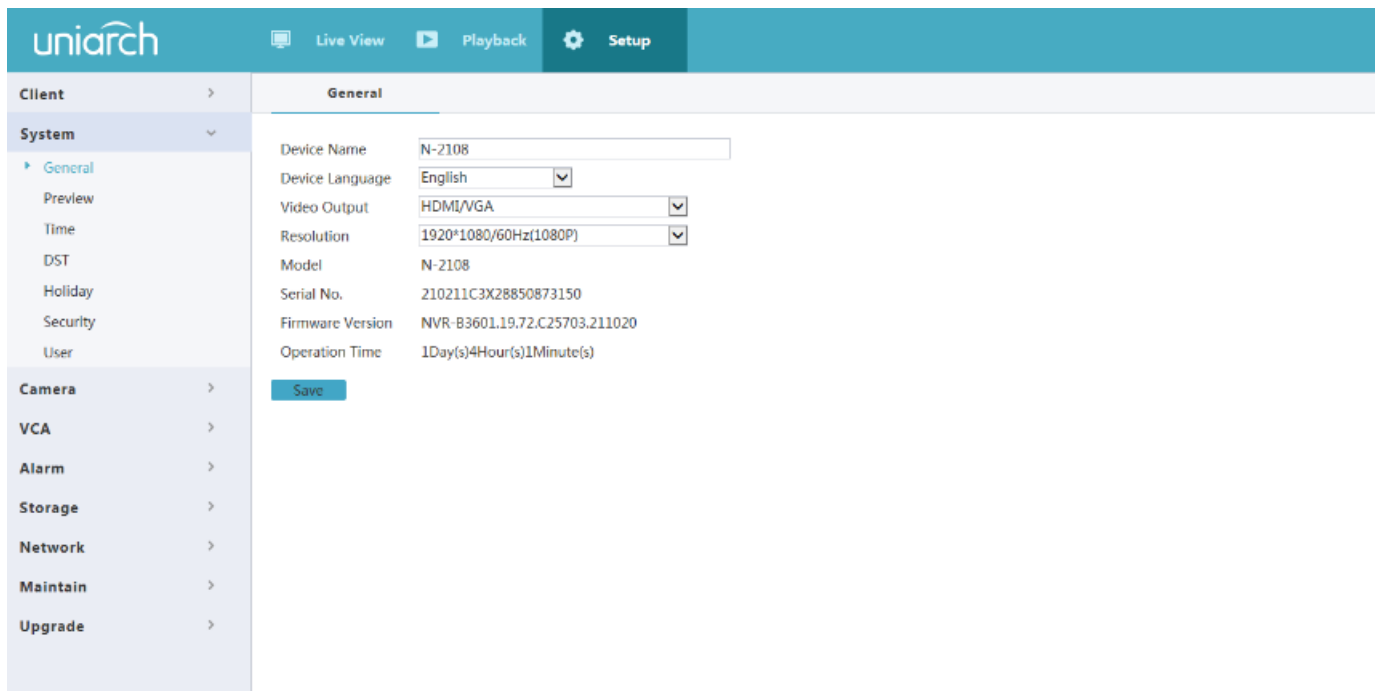 uniarch
Live View
Playback
Setup
Client
System
General
Preview
Time
DST
Holiday
Security
User
Camera
VCA
Alarm
Storage
Network
Maintain
Upgrade
General
Device Name N-2108
Device Language English
Video Output HDMI/VGA
Resolution 1920*1080/60Hz(1080P)
Model N-2108
Serial No. 210211C3X28850873150
Firmware Version NVR-B3601.19.72.C25703.211020
Operation Time 1Day(s)4Hour(s)1Minute(s)
Save